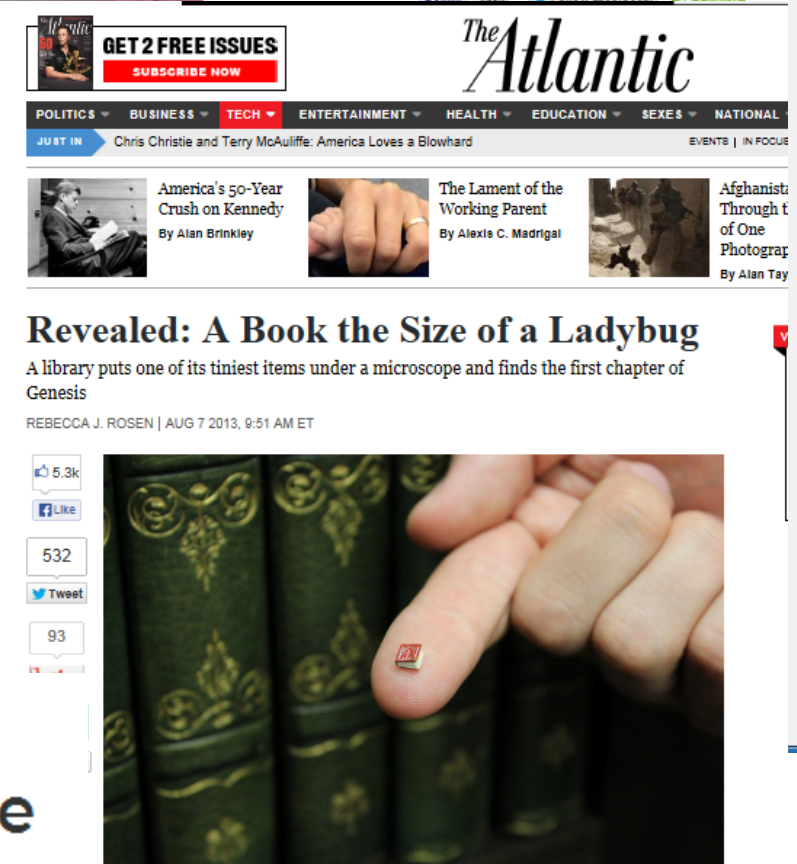 The Atlantic
GET 2 FREE ISSUES
SUBSCRIBE NOW
The Atlantic
POLITICS BUSINESS TECH ENTERTAINMENT HEALTH EDUCATION SEXES NATIONAL
JUST IN Chris Christie and Terry McAuliffe: America Loves a Blowhard EVENTS | IN FOCUS
America's 50-Year
Crush on Kennedy
By Alan Brinkley
The Lament of the
Working Parent
By Alexis C. Madrigal
Afghanista
Through t
of One
Photograp
By Alan Tay
Revealed: A Book the Size of a Ladybug
A library puts one of its tiniest items under a microscope and finds the first chapter of
Genesis
REBECCA J. ROSEN | AUG 7 2013, 9:51 AM ET
5.3k
Like
532
Tweet
93
e